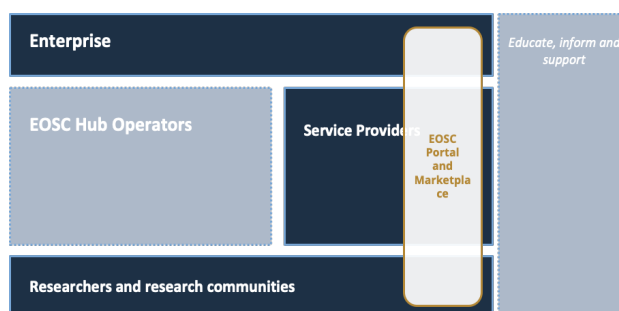 Enterprise
Educate, inform and
support
EOSC Hub Operators
Service Providers
EOSC
Portal
and
Marketpla
ce
Researchers and research communities